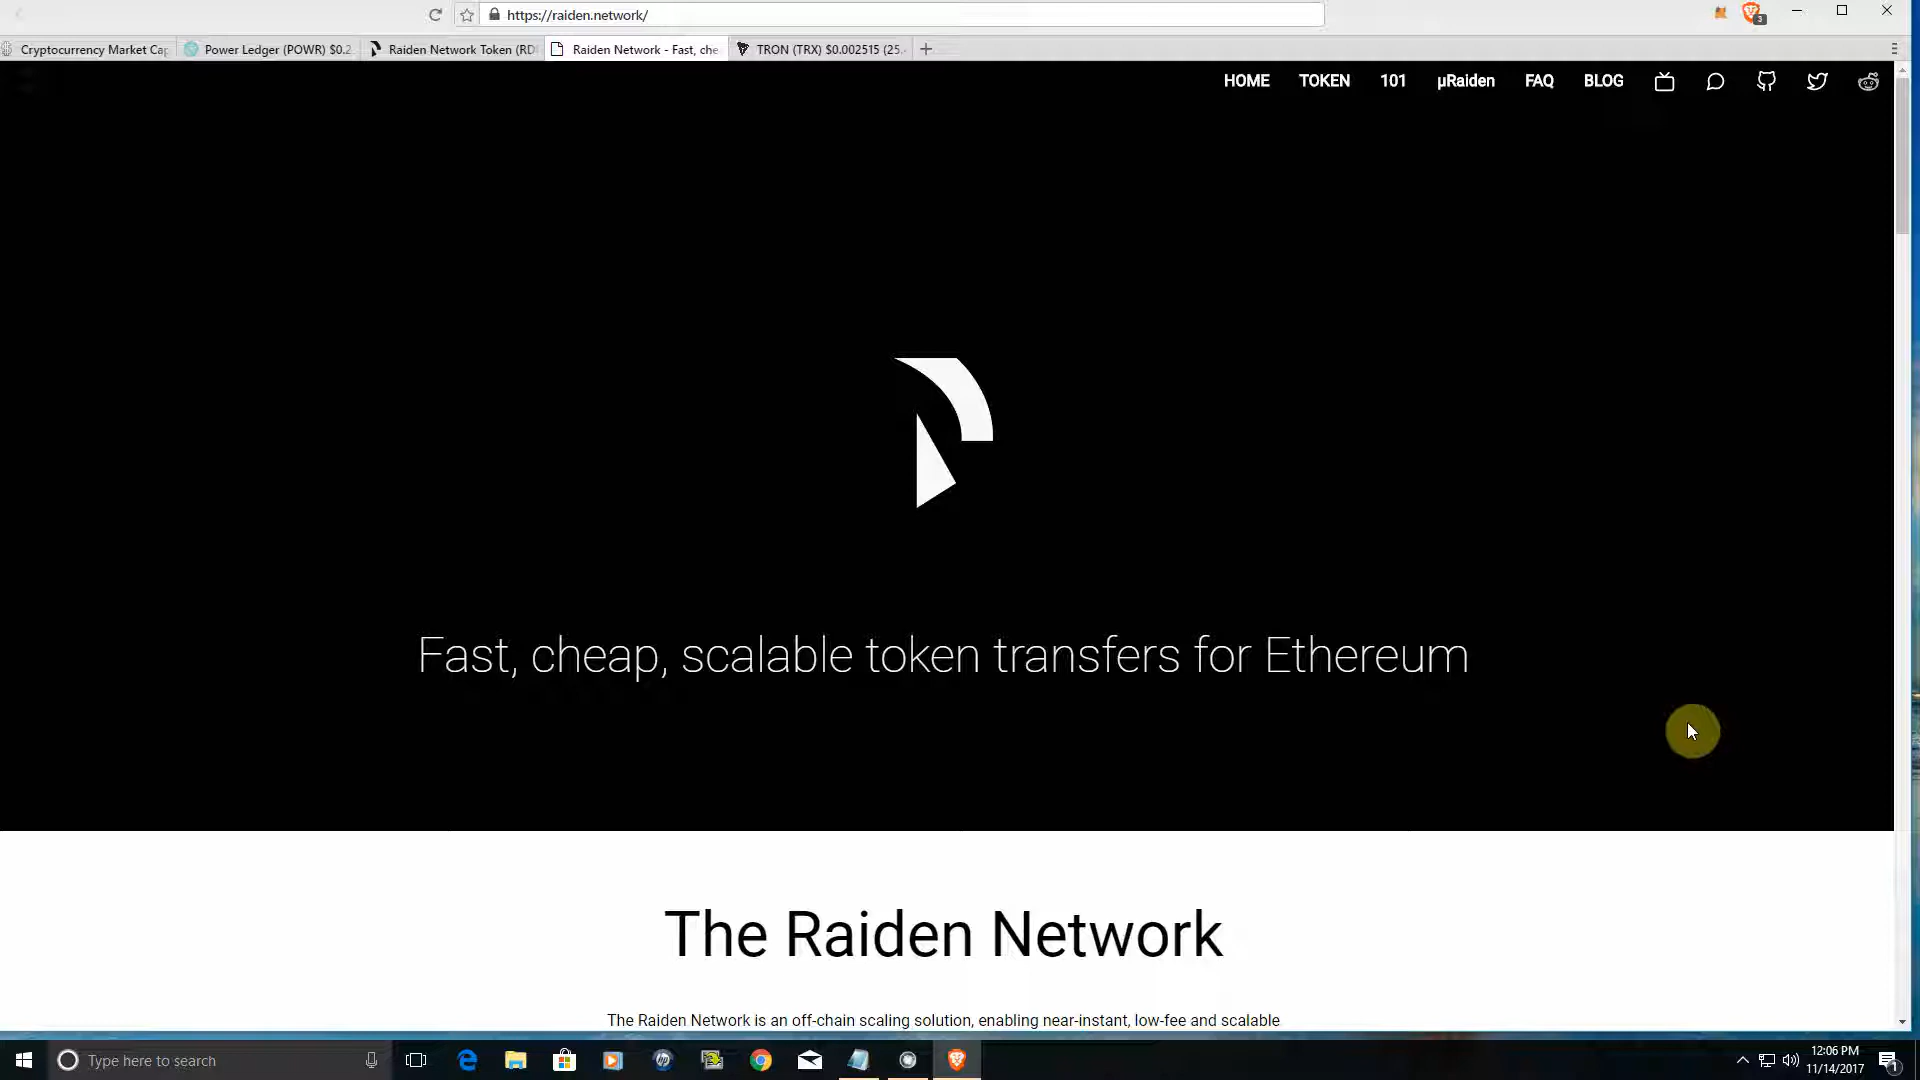 https://raiden.network/
3
Cryptocurrency Market Cap
Power Ledger (POWR) $0.2
Raiden Network Token (RD
Raiden Network - Fast, che
TRON (TRX) $0.002515 (25.
HOME TOKEN 101 µRaiden FAQ BLOG
Fast, cheap, scalable token transfers for Ethereum
The Raiden Network
The Raiden Network is an off-chain scaling solution, enabling near-instant, low-fee and scalable
Type here to search
12:06 PM
11/14/2017
1